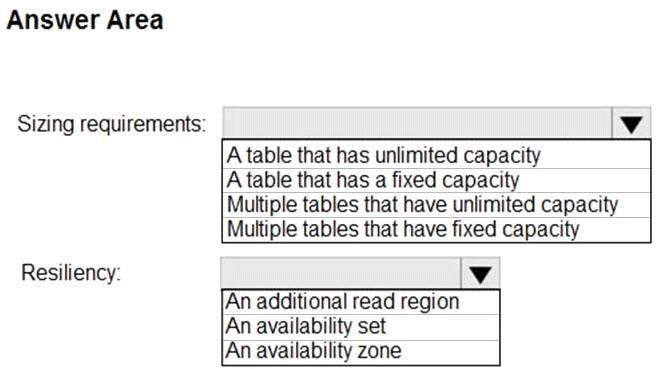 Answer Area
Sizing requirements:
A table that has unlimited capacity
A table that has a fixed capacity
Multiple tables that have unlimited capacity
Multiple tables that have fixed capacity
Resiliency:
An additional read region
An availability set
An availability zone